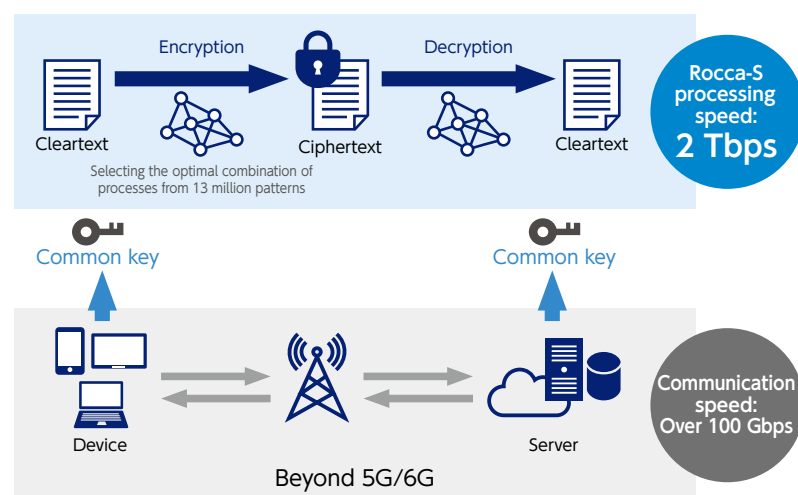 Encryption
Decryption
Cleartext
Ciphertext
Cleartext
Selecting the optimal combination of
processes from 13 million patterns
Rocca-S
processing
speed:
2 Tbps
Common key
Common key
Device
Server
Beyond 5G/6G
Communication
speed:
Over 100 Gbps